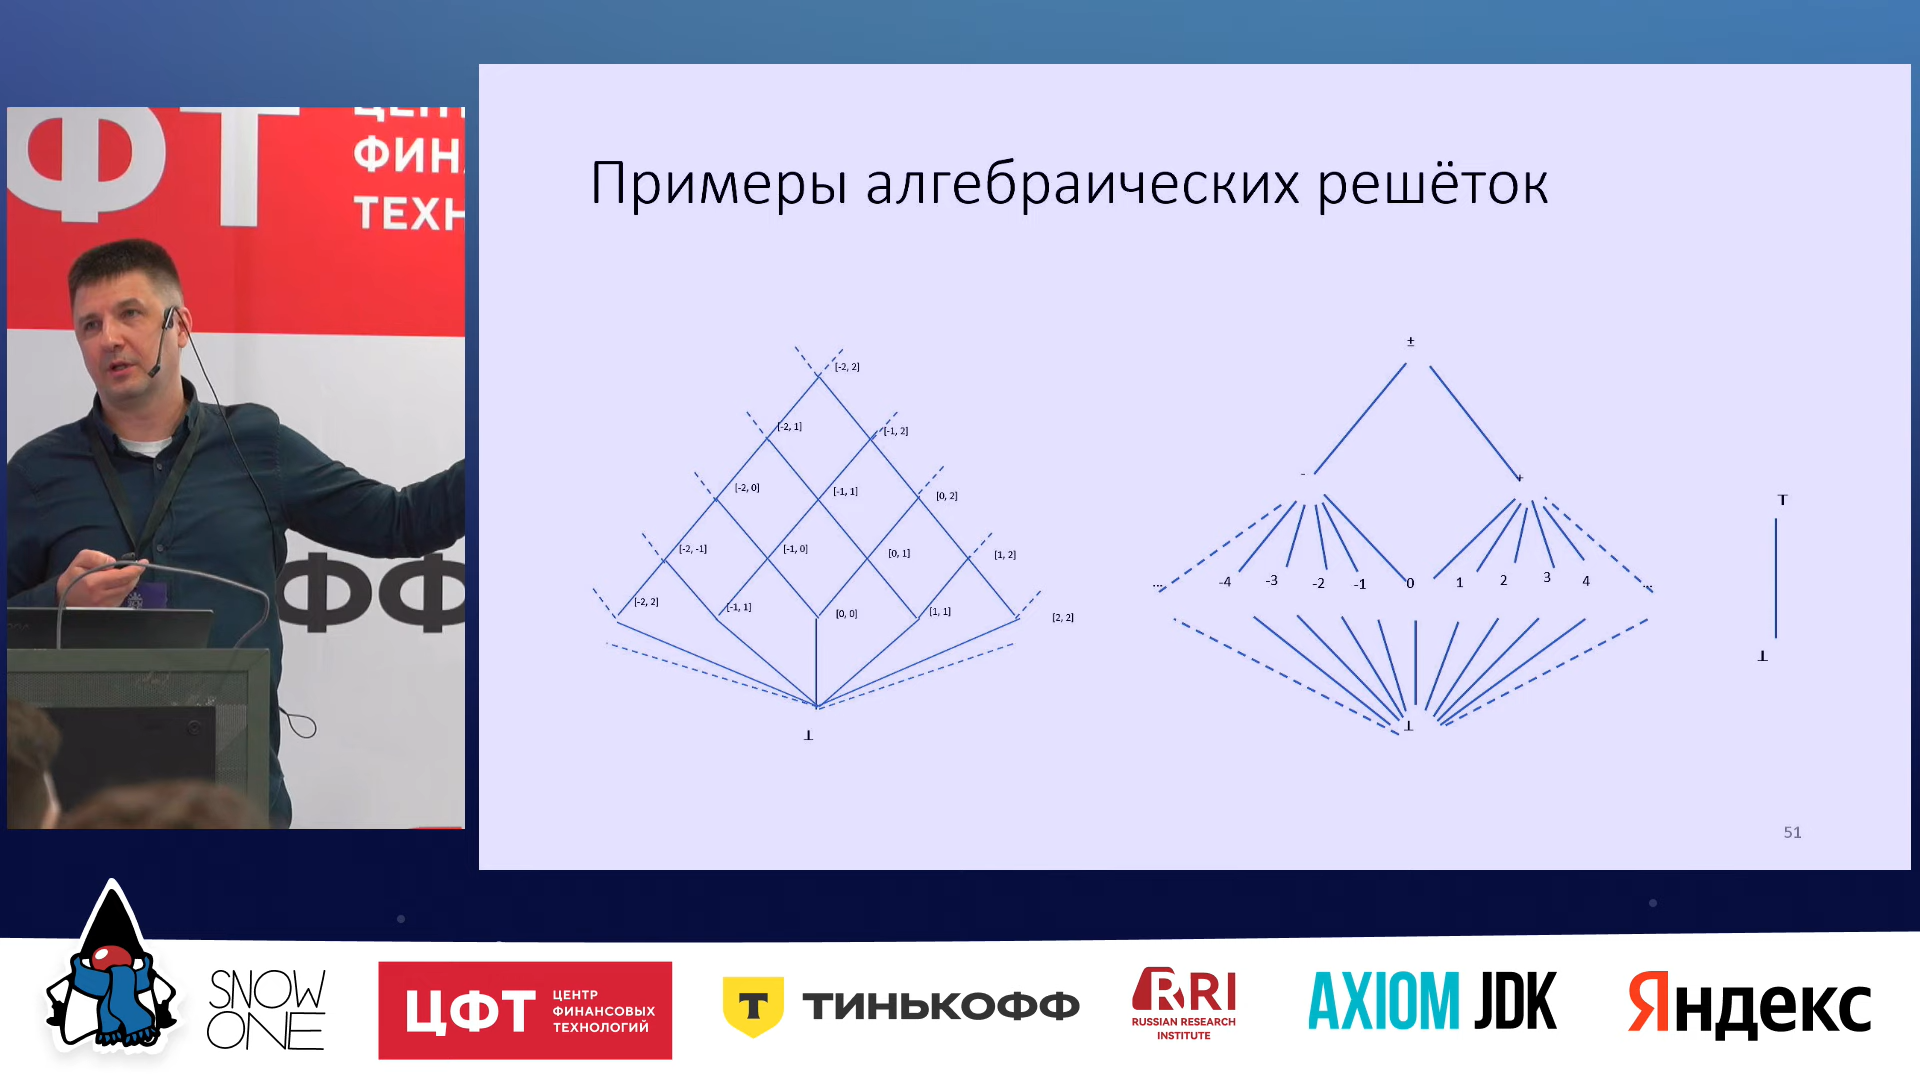 Примеры алгебраических решёток
[-2, 2]
[-2, 1]
[-1, 2]
[-2, 0]
[-1, 1]
[0, 2]
[-2, -1]
[-1, 0]
[0, 1]
[1, 2]
[-2, 2]
[-1, 1]
[0, 0]
[1, 1]
[2, 2]
⊥
±
-
+
... -4 -3 -2 -1 0 1 2 3 4 ...
⊥
⊤
⊥
51
ФТ
ФИН
ТЕХН
ФФ
SNOW
ONE
ЦФТ
ЦЕНТР
ФИНАНСОВЫХ
ТЕХНОЛОГИЙ
Т ТИНЬКОФФ
RRI
RUSSIAN RESEARCH
INSTITUTE
AXIOM JDK
Яндекс